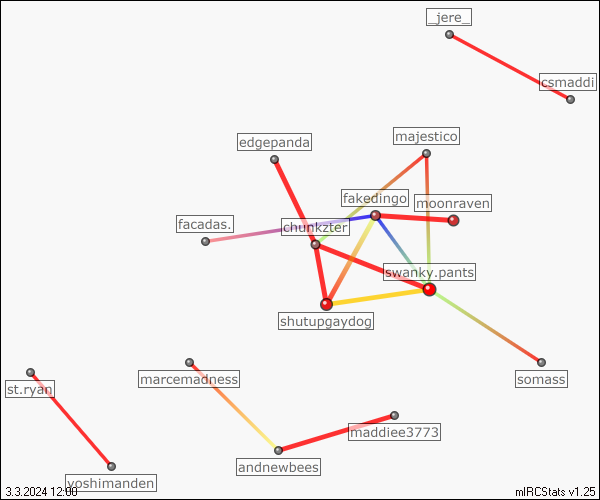 _jere_
csmaddi
majestico
edgepanda
fakedingo
moonraven
facadas.
chunkzter
swanky.pants
shutupgaydog
marcemadness
somass
st.ryan
maddiee3773
andnewbees
yoshimanden
3.3.2024 12:00
mIRCStats v1.25